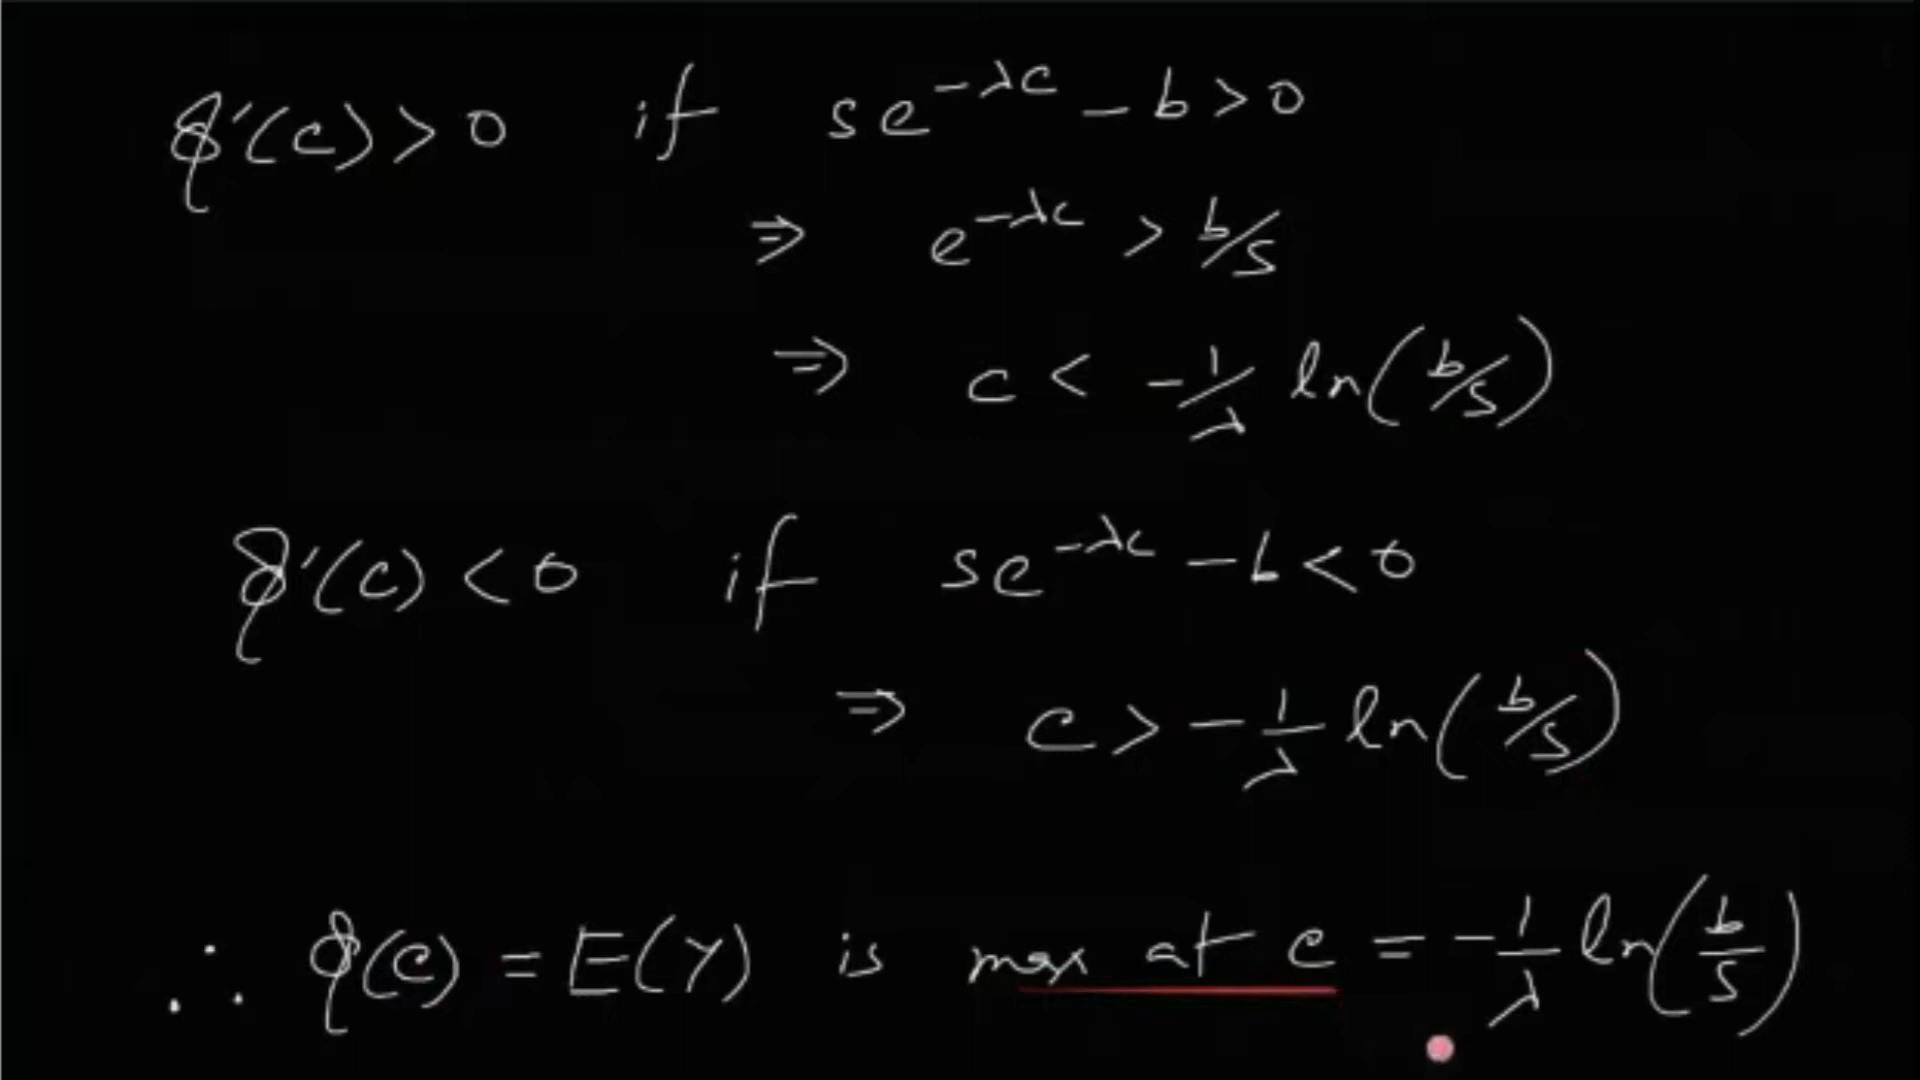 φ'(c) > 0 if se^{-λc} - b > 0
⇒ e^{-λc} > b/s
⇒ c < -1/λ ln(b/s)
φ'(c) < 0 if se^{-λc} - b < 0
⇒ c > -1/λ ln(b/s)
∴ φ(c) = E(Y) is max at c = -1/λ ln(b/s)